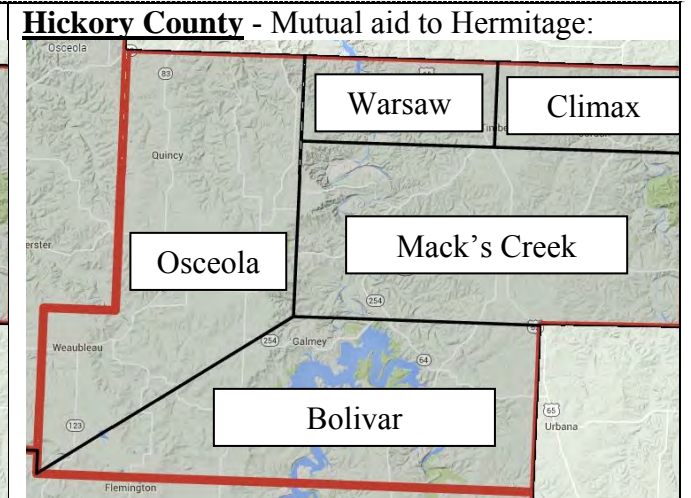 Hickory County - Mutual aid to Hermitage:
Osceola
83
Warsaw
Climax
Quincy
Osceola
Mack's Creek
254
Weaubleau
254
Galmey
64
65
Urbana
Bolivar
123
Flemington